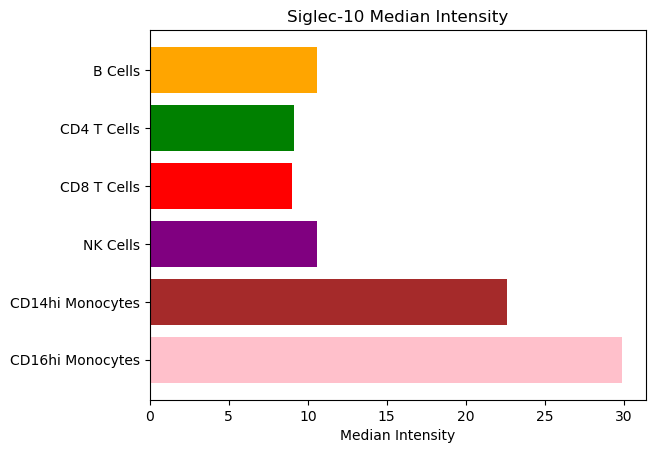 Siglec-10 Median Intensity
B Cells
CD4 T Cells
CD8 T Cells
NK Cells
CD14hi Monocytes
CD16hi Monocytes
0 5 10 15 20 25 30
Median Intensity